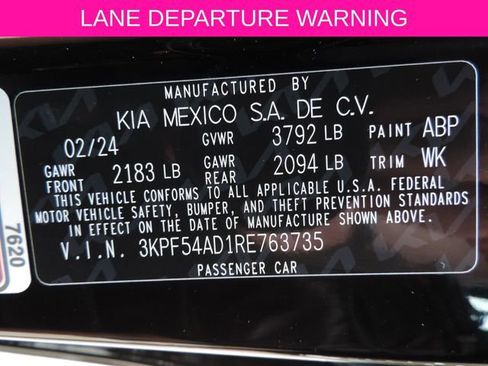 LANE DEPARTURE WARNING
MANUFACTURED BY
KIA MEXICO S.A. DE C.V.
02/24 GVWR 3792 LB PAINT ABP
GAWR FRONT 2183 LB GAWR REAR 2094 LB TRIM WK
THIS VEHICLE CONFORMS TO ALL APPLICABLE U.S.A. FEDERAL
MOTOR VEHICLE SAFETY, BUMPER, AND THEFT PREVENTION STANDARDS
IN EFFECT ON THE DATE OF MANUFACTURE SHOWN ABOVE.
V.I.N. 3KPF54AD1RE763735
PASSENGER CAR
7620